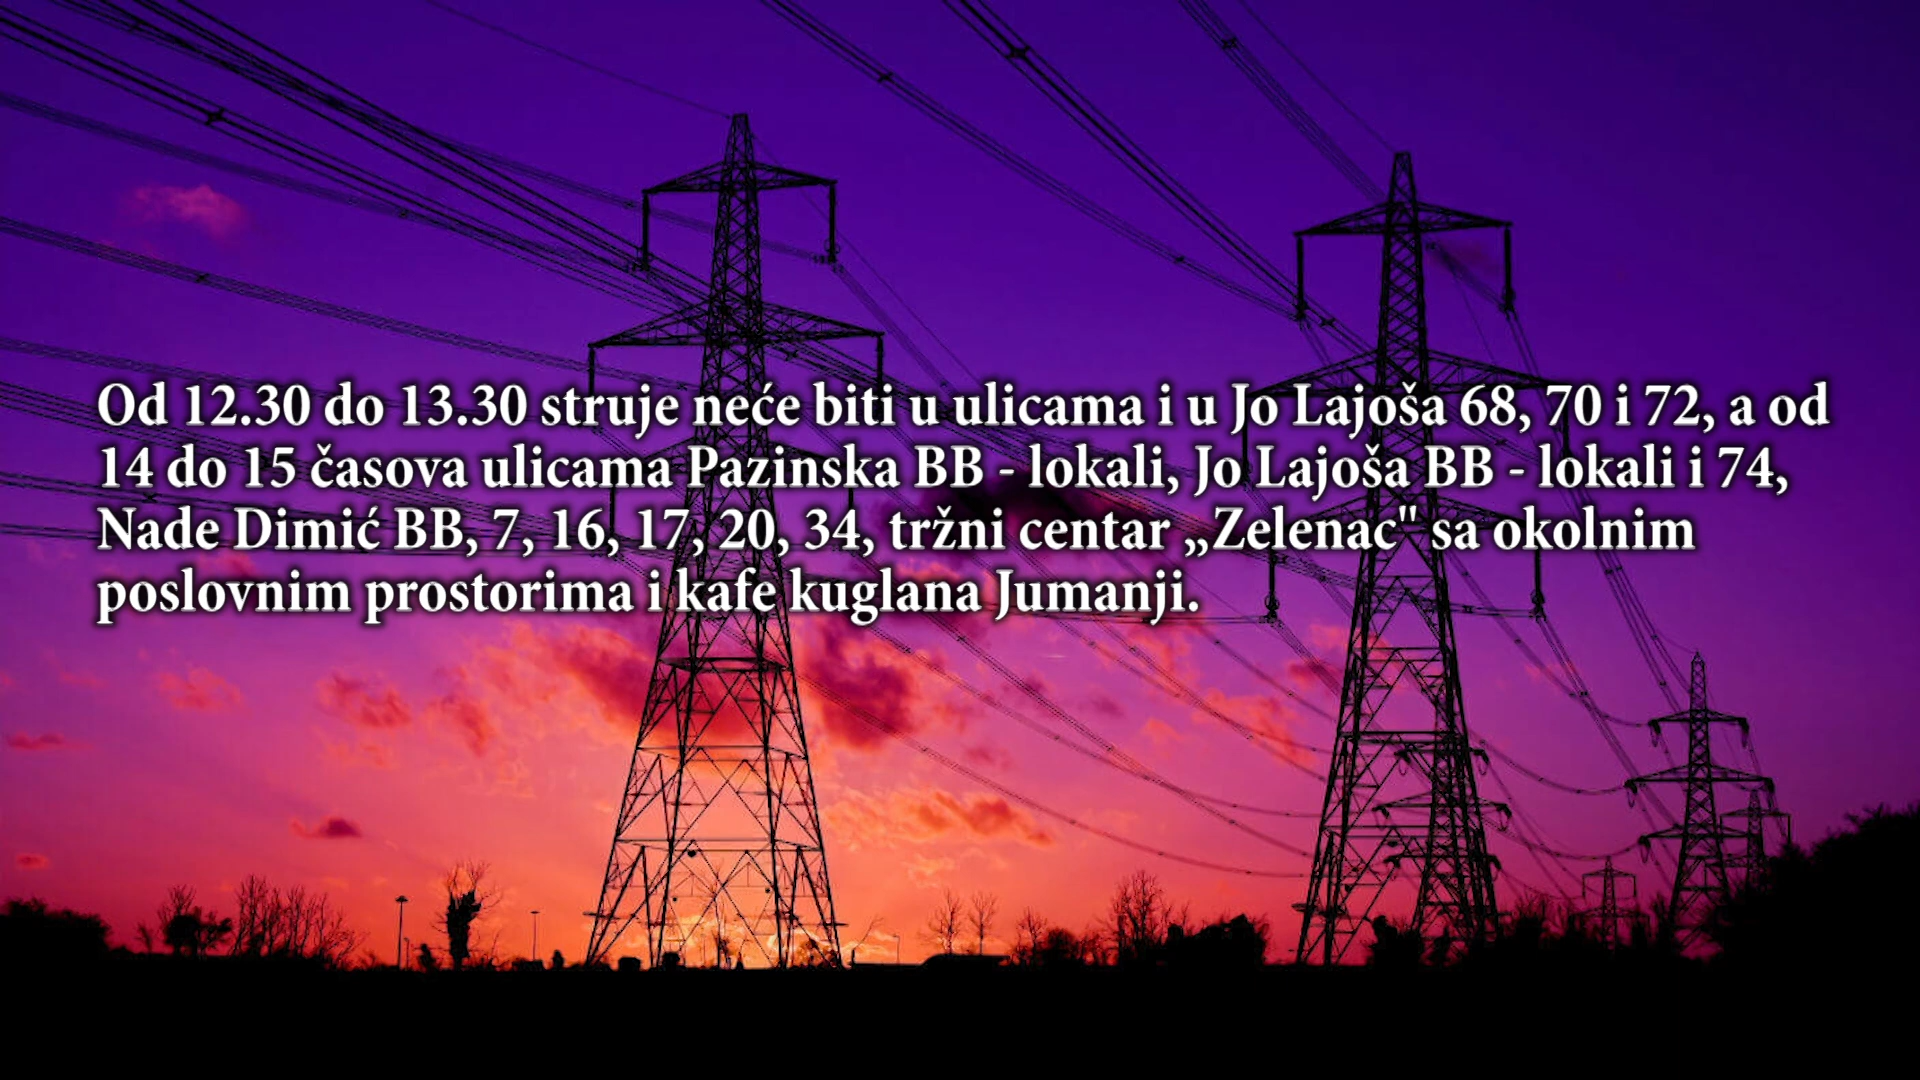 Od 12.30 do 13.30 struje neće biti u ulicama i u Jo Lajoša 68, 70 i 72, a od
14 do 15 časova ulicama Pazinska BB - lokali, Jo Lajoša BB - lokali i 74,
Nade Dimić BB, 7, 16, 17, 20, 34, tržni centar „Zelenac" sa okolnim
poslovnim prostorima i kafe kuglana Jumanji.